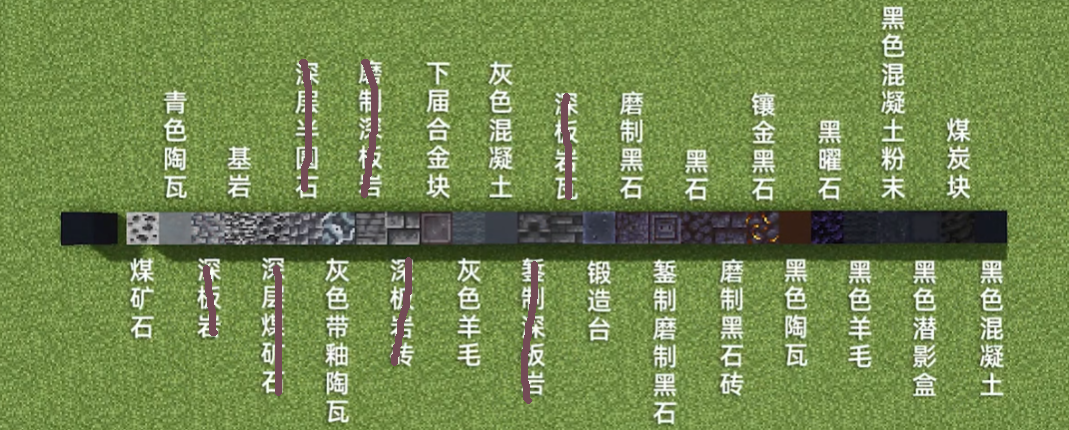 青色陶瓦
基岩
深层半圆石
磨制深板岩
下届合金块
灰色混凝土
深板岩瓦
磨制黑石
黑石
镶金黑石
黑曜石
黑色混凝土粉末
煤炭块
煤矿石
深板岩
深层煤矿石
灰色带釉陶瓦
深板岩砖
灰色羊毛
錾制深板岩
锻造台
錾制磨制黑石
磨制黑石砖
黑色陶瓦
黑色羊毛
黑色潜影盒
黑色混凝土